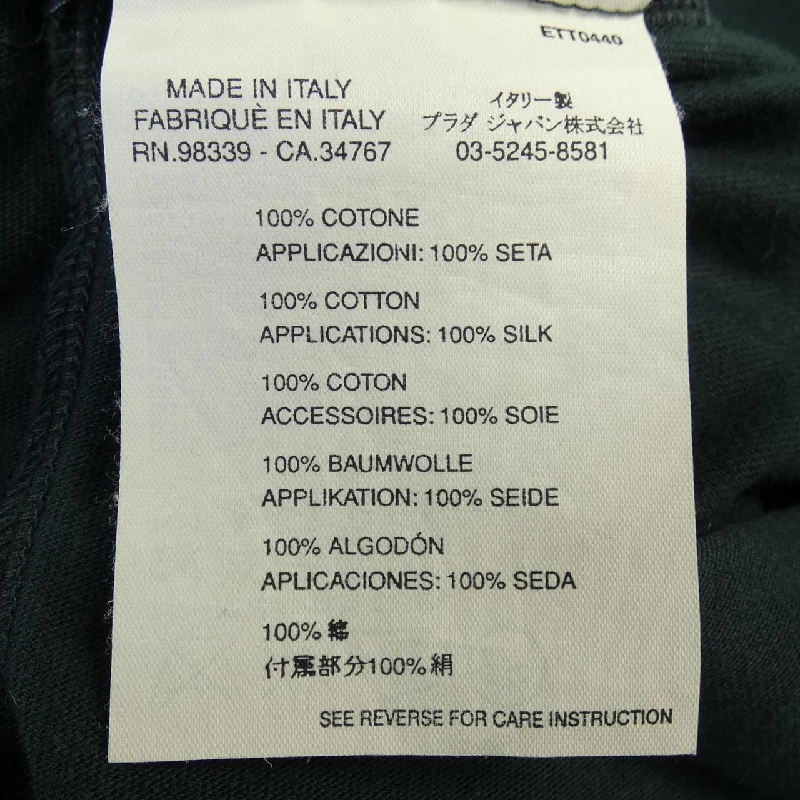 ETT0440
MADE IN ITALY
FABRIQUÈ EN ITALY
RN.98339 - CA.34767
イタリー製
プラダ ジャパン株式会社
03-5245-8581
100% COTONE
APPLICAZIONI: 100% SETA
100% COTTON
APPLICATIONS: 100% SILK
100% COTON
ACCESSOIRES: 100% SOIE
100% BAUMWOLLE
APPLIKATION: 100% SEIDE
100% ALGODÓN
APLICACIONES: 100% SEDA
100% 綿
付属部分100%絹
SEE REVERSE FOR CARE INSTRUCTION